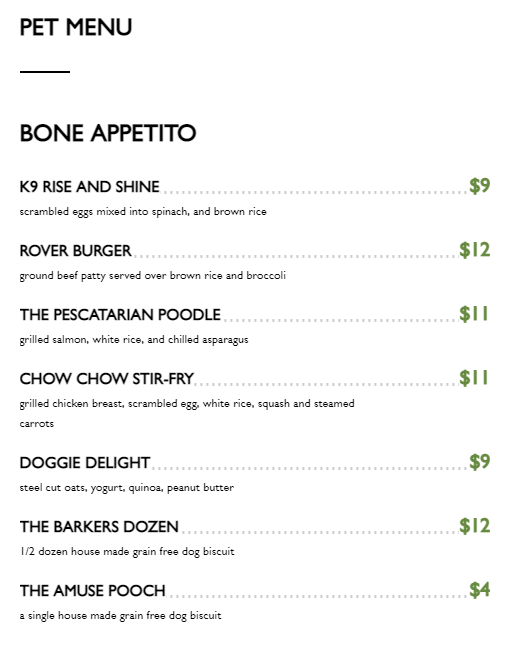 PET MENU
BONE APPETITO
K9 RISE AND SHINE $9
scrambled eggs mixed into spinach, and brown rice
ROVER BURGER $12
ground beef patty served over brown rice and broccoli
THE PESCATARIAN POODLE $11
grilled salmon, white rice, and chilled asparagus
CHOW CHOW STIR-FRY $11
grilled chicken breast, scrambled egg, white rice, squash and steamed
carrots
DOGGIE DELIGHT $9
steel cut oats, yogurt, quinoa, peanut butter
THE BARKERS DOZEN $12
1/2 dozen house made grain free dog biscuit
THE AMUSE POOCH $4
a single house made grain free dog biscuit